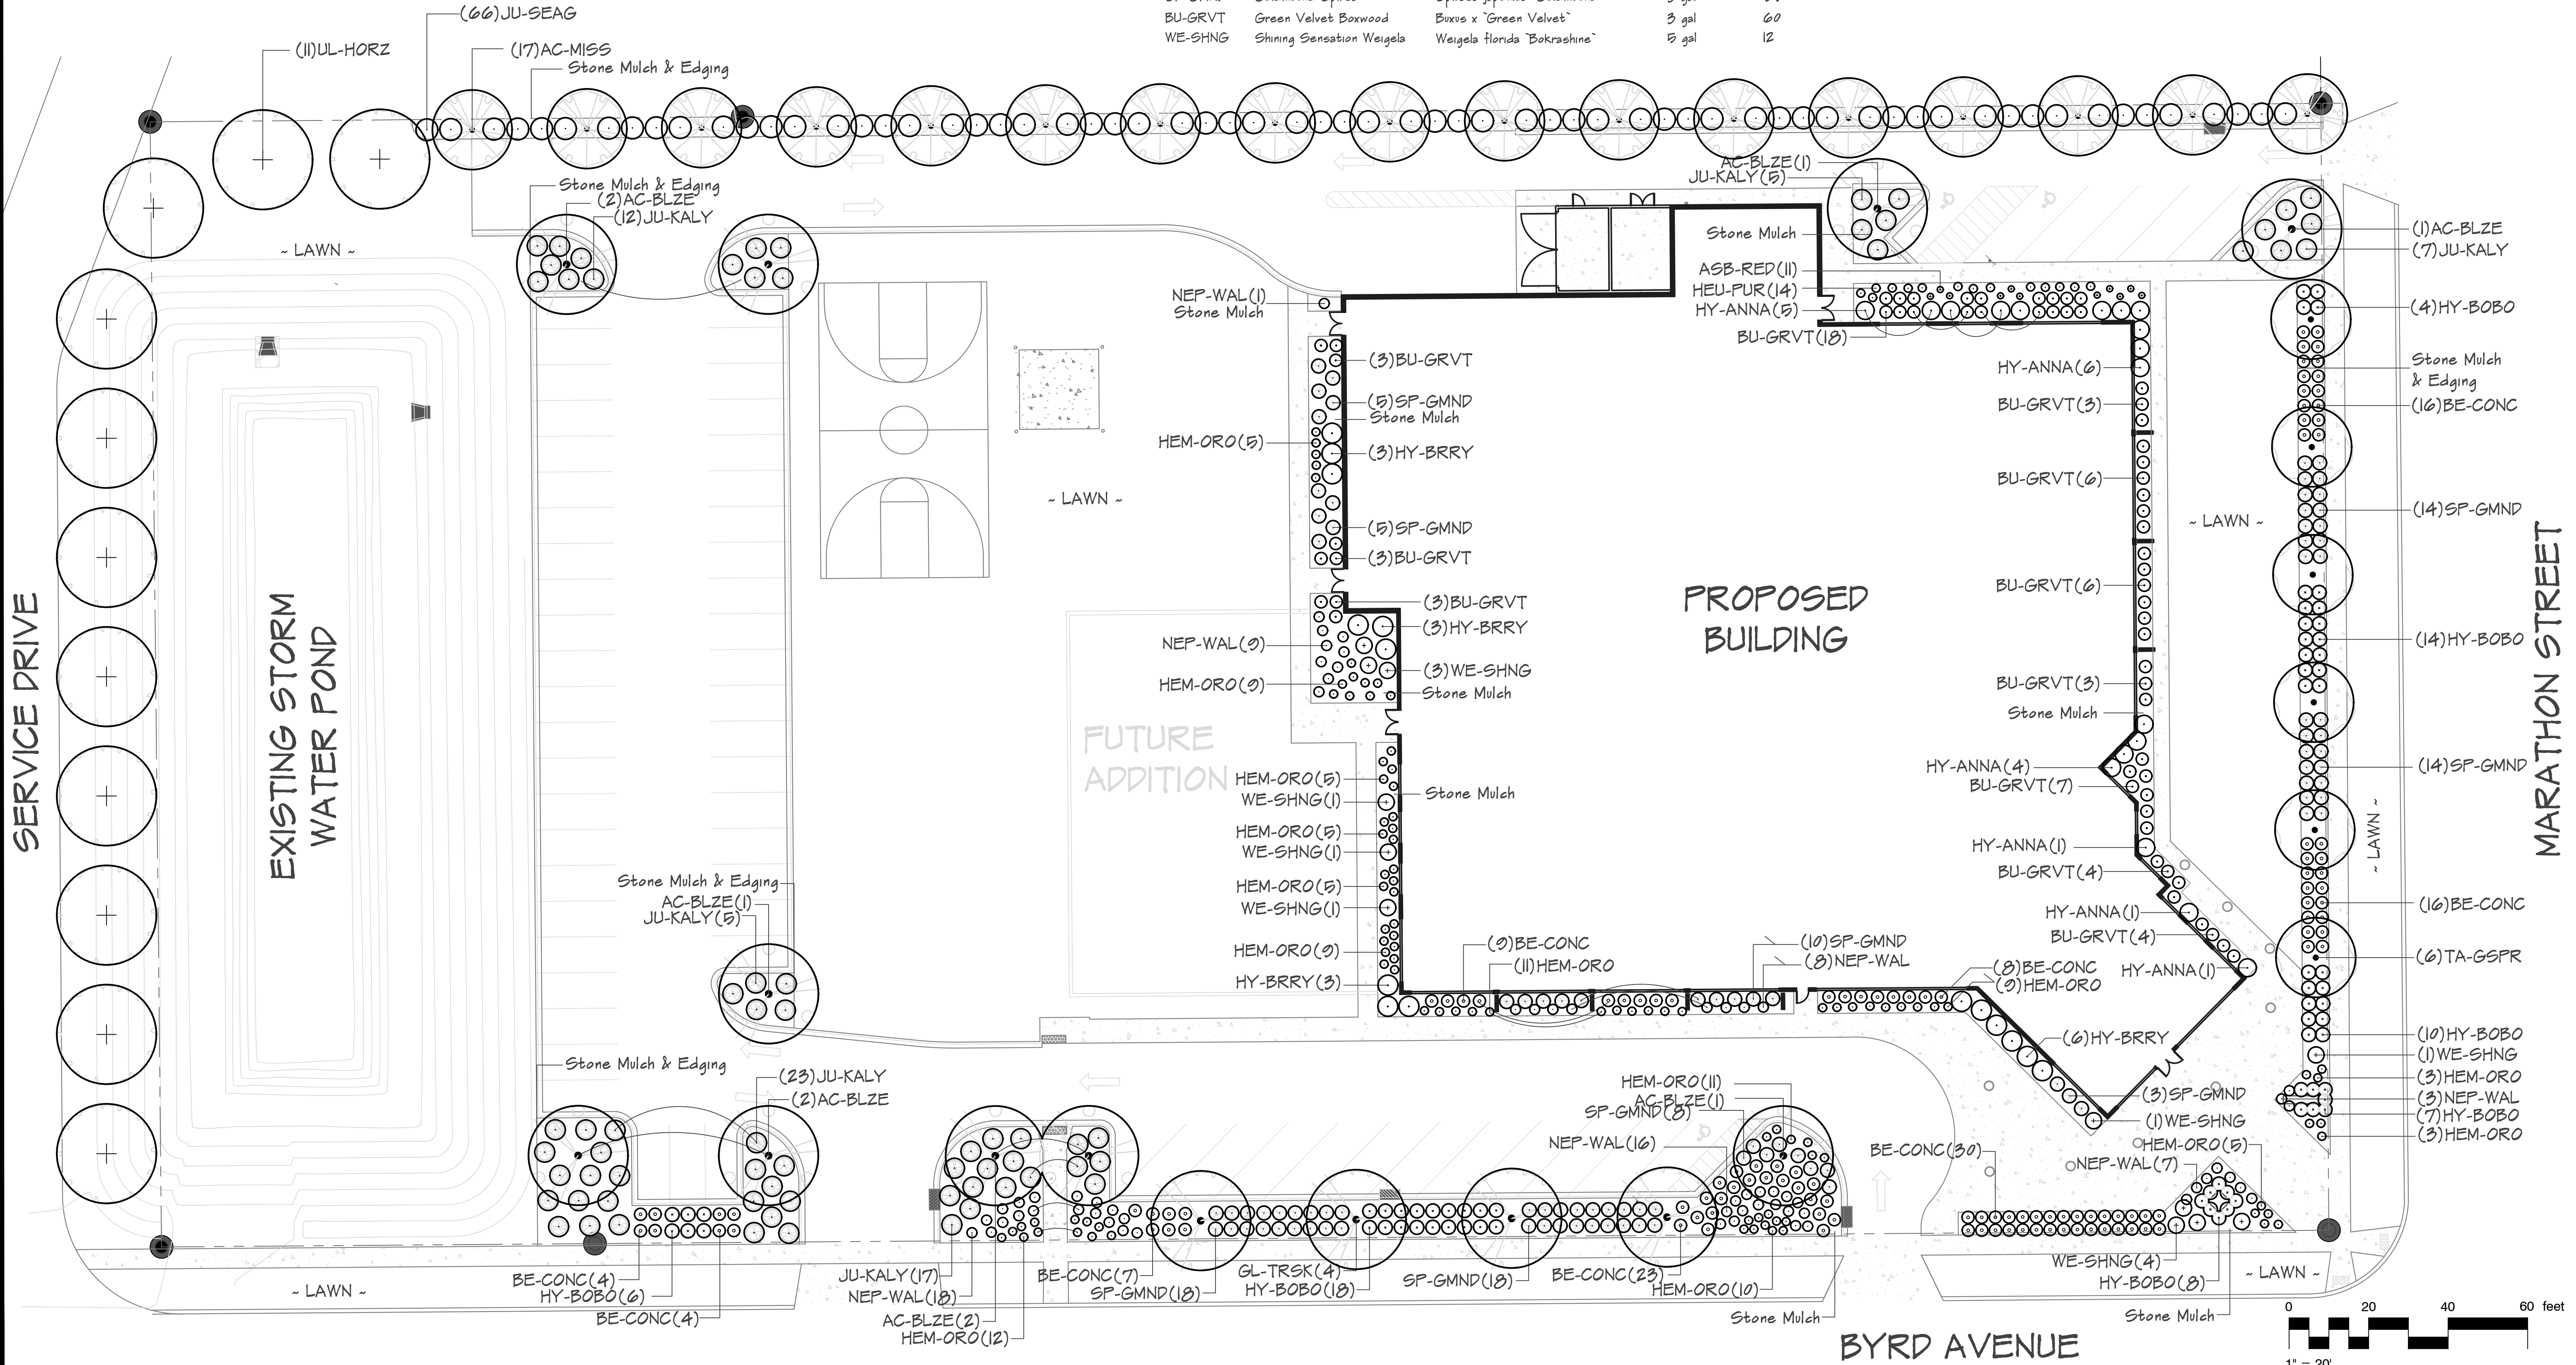 BU-GRVT Green Velvet Boxwood Buxus x ~Green Velvet~ 3 gal 60
WE-SHNG Shining Sensation Weigela Weigela florida ~Bokrashine~ 5 gal 12
(66)JU-SEAG
(11)UL-HORZ
(17)AC-MISS
Stone Mulch & Edging
Stone Mulch & Edging
(2)AC-BLZE
(12)JU-KALY
~ LAWN ~
AC-BLZE(1)
JU-KALY(5)
Stone Mulch
ASB-RED(11)
HEU-PUR(14)
HY-ANNA(5)
BU-GRVT(18)
(1)AC-BLZE
(7)JU-KALY
(4)HY-BOBO
Stone Mulch
& Edging
(16)BE-CONC
(14)SP-GMND
(14)HY-BOBO
(14)SP-GMND
(16)BE-CONC
(6)TA-GSPR
(10)HY-BOBO
(1)WE-SHNG
(3)HEM-ORO
(3)NEP-WAL
(7)HY-BOBO
(3)HEM-ORO
NEP-WAL(1)
Stone Mulch
(3)BU-GRVT
(5)SP-GMND
Stone Mulch
HEM-ORO(5)
(3)HY-BRRY
(5)SP-GMND
(3)BU-GRVT
(3)BU-GRVT
(3)HY-BRRY
NEP-WAL(9)
(3)WE-SHNG
HEM-ORO(9)
Stone Mulch
~ LAWN ~
HY-ANNA(6)
BU-GRVT(3)
BU-GRVT(6)
~ LAWN ~
BU-GRVT(6)
BU-GRVT(3)
Stone Mulch
HY-ANNA(4)
BU-GRVT(7)
HY-ANNA(1)
BU-GRVT(4)
HY-ANNA(1)
BU-GRVT(4)
HY-ANNA(1)
PROPOSED
BUILDING
FUTURE
ADDITION
SERVICE DRIVE
EXISTING STORM
WATER POND
MARATHON STREET
~ LAWN ~
HEM-ORO(5)
Stone Mulch
WE-SHNG(1)
HEM-ORO(5)
WE-SHNG(1)
HEM-ORO(5)
WE-SHNG(1)
HEM-ORO(9)
HY-BRRY(3)
(9)BE-CONC
(11)HEM-ORO
(10)SP-GMND
(8)NEP-WAL
(8)BE-CONC
(9)HEM-ORO
(6)HY-BRRY
(3)SP-GMND
(1)WE-SHNG
Stone Mulch & Edging
AC-BLZE(1)
JU-KALY(5)
Stone Mulch & Edging
(23)JU-KALY
(2)AC-BLZE
HEM-ORO(11)
AC-BLZE(1)
SP-GMND(8)
NEP-WAL(16)
BE-CONC(30)
HEM-ORO(5)
NEP-WAL(7)
~ LAWN ~
BE-CONC(4)
HY-BOBO(6)
BE-CONC(4)
JU-KALY(17)
NEP-WAL(18)
AC-BLZE(2)
HEM-ORO(12)
BE-CONC(7)
SP-GMND(18)
GL-TRSK(4)
HY-BOBO(18)
SP-GMND(18)
BE-CONC(23)
HEM-ORO(10)
Stone Mulch
WE-SHNG(4)
HY-BOBO(8)
Stone Mulch
~ LAWN ~
BYRD AVENUE
0 20 40 60 feet
1" = 20'